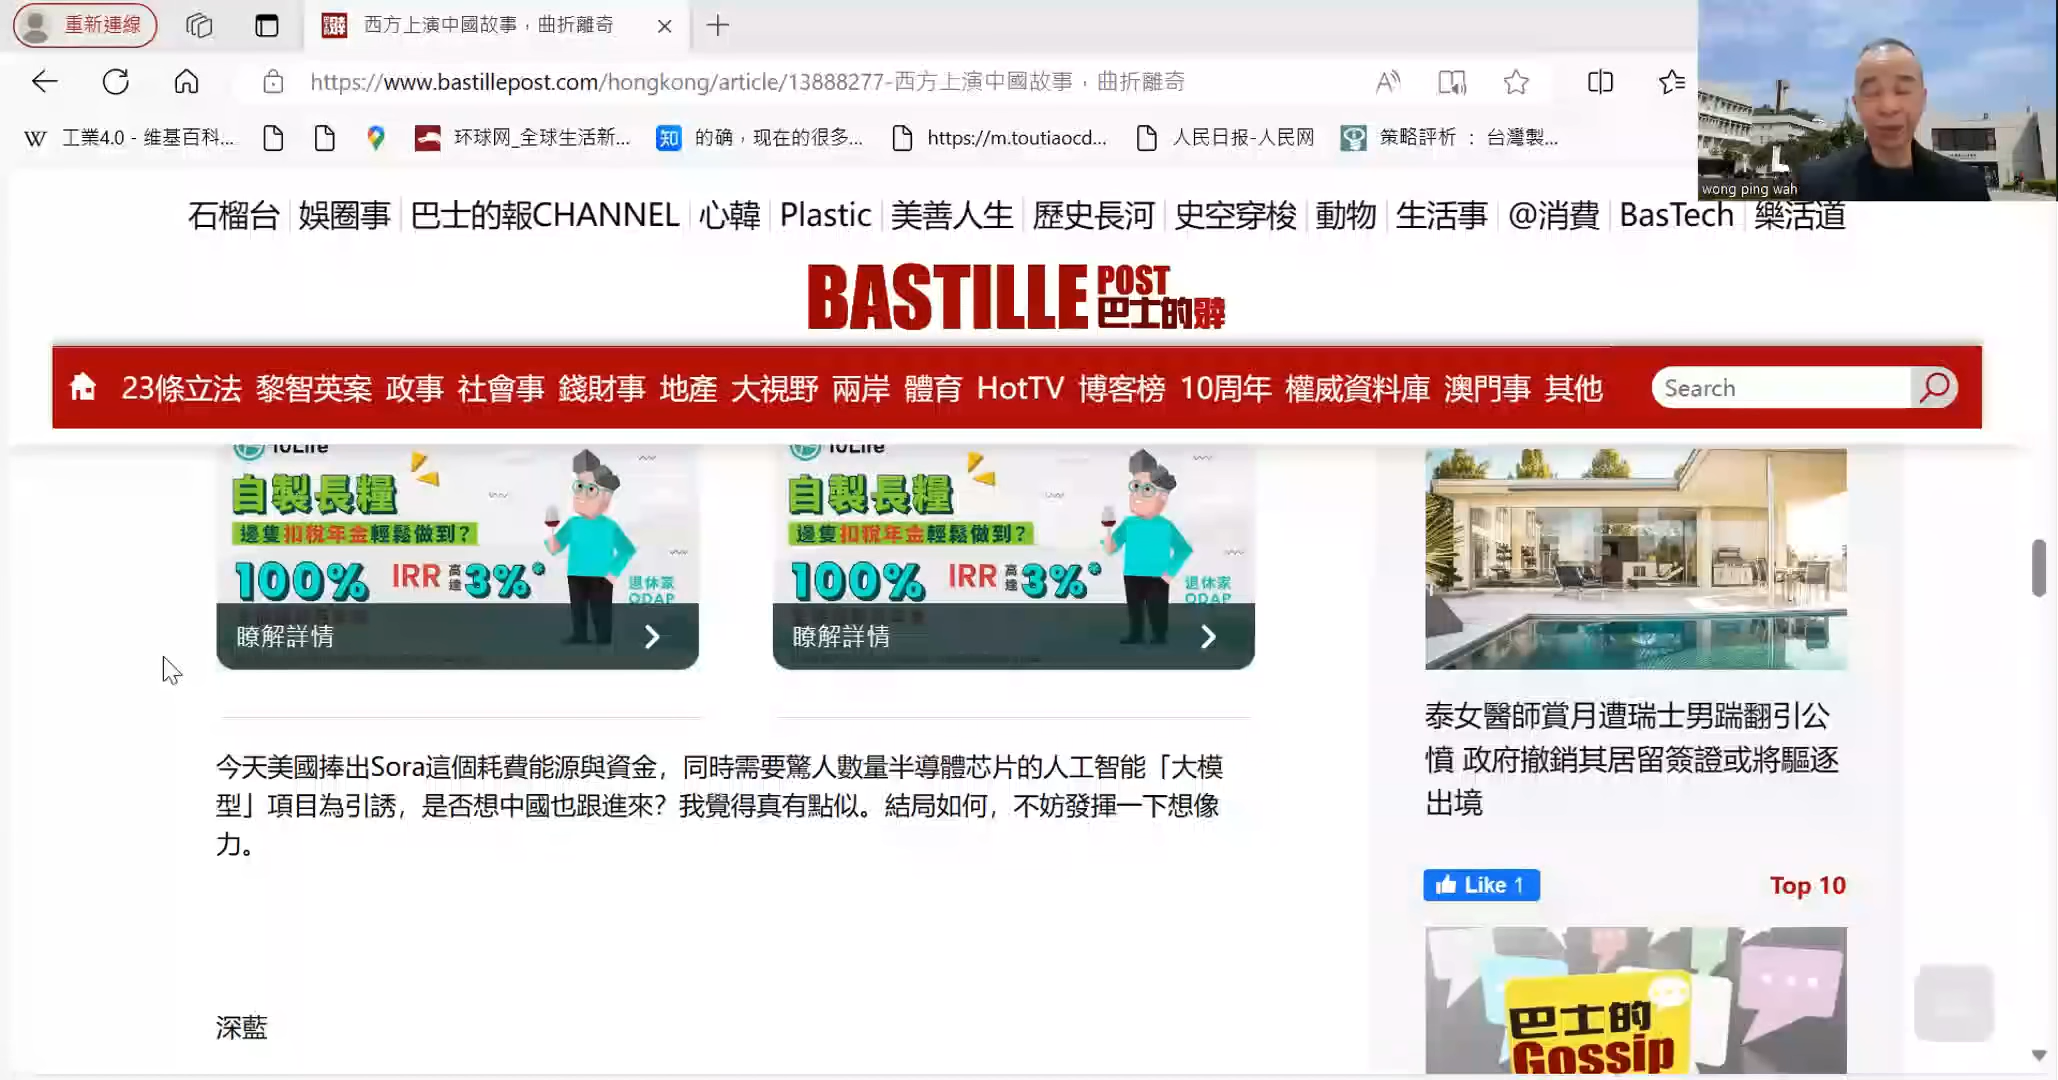 重新連線
西方上演中國故事，曲折離奇
https://www.bastillepost.com/hongkong/article/13888277-西方上演中國故事，曲折離奇
W 工業4.0 - 維基百科...
环球网_全球生活新...
知 的确，现在的很多...
https://m.toutiaocd...
人民日报-人民网
策略評析 ： 台灣製...
wong ping wah
石榴台 娛圈事 巴士的報CHANNEL 心韓 Plastic 美善人生 歷史長河 史空穿梭 動物 生活事 @消費 BasTech 樂活道
BASTILLE POST 巴士的報
23條立法 黎智英案 政事 社會事 錢財事 地產 大視野 兩岸 體育 HotTV 博客榜 10周年 權威資料庫 澳門事 其他
Search
自製長糧
邊隻扣稅年金輕鬆做到？
100% IRR 高達3%*
退休家
QDAP
瞭解詳情
自製長糧
邊隻扣稅年金輕鬆做到？
100% IRR 高達3%*
退休家
QDAP
瞭解詳情
今天美國捧出Sora這個耗費能源與資金，同時需要驚人數量半導體芯片的人工智能「大模
型」項目為引誘，是否想中國也跟進來？我覺得真有點似。結局如何，不妨發揮一下想像
力。
深藍
泰女醫師賞月遭瑞士男踹翻引公
憤 政府撤銷其居留簽證或將驅逐
出境
Like 1
Top 10
巴士的
Gossip